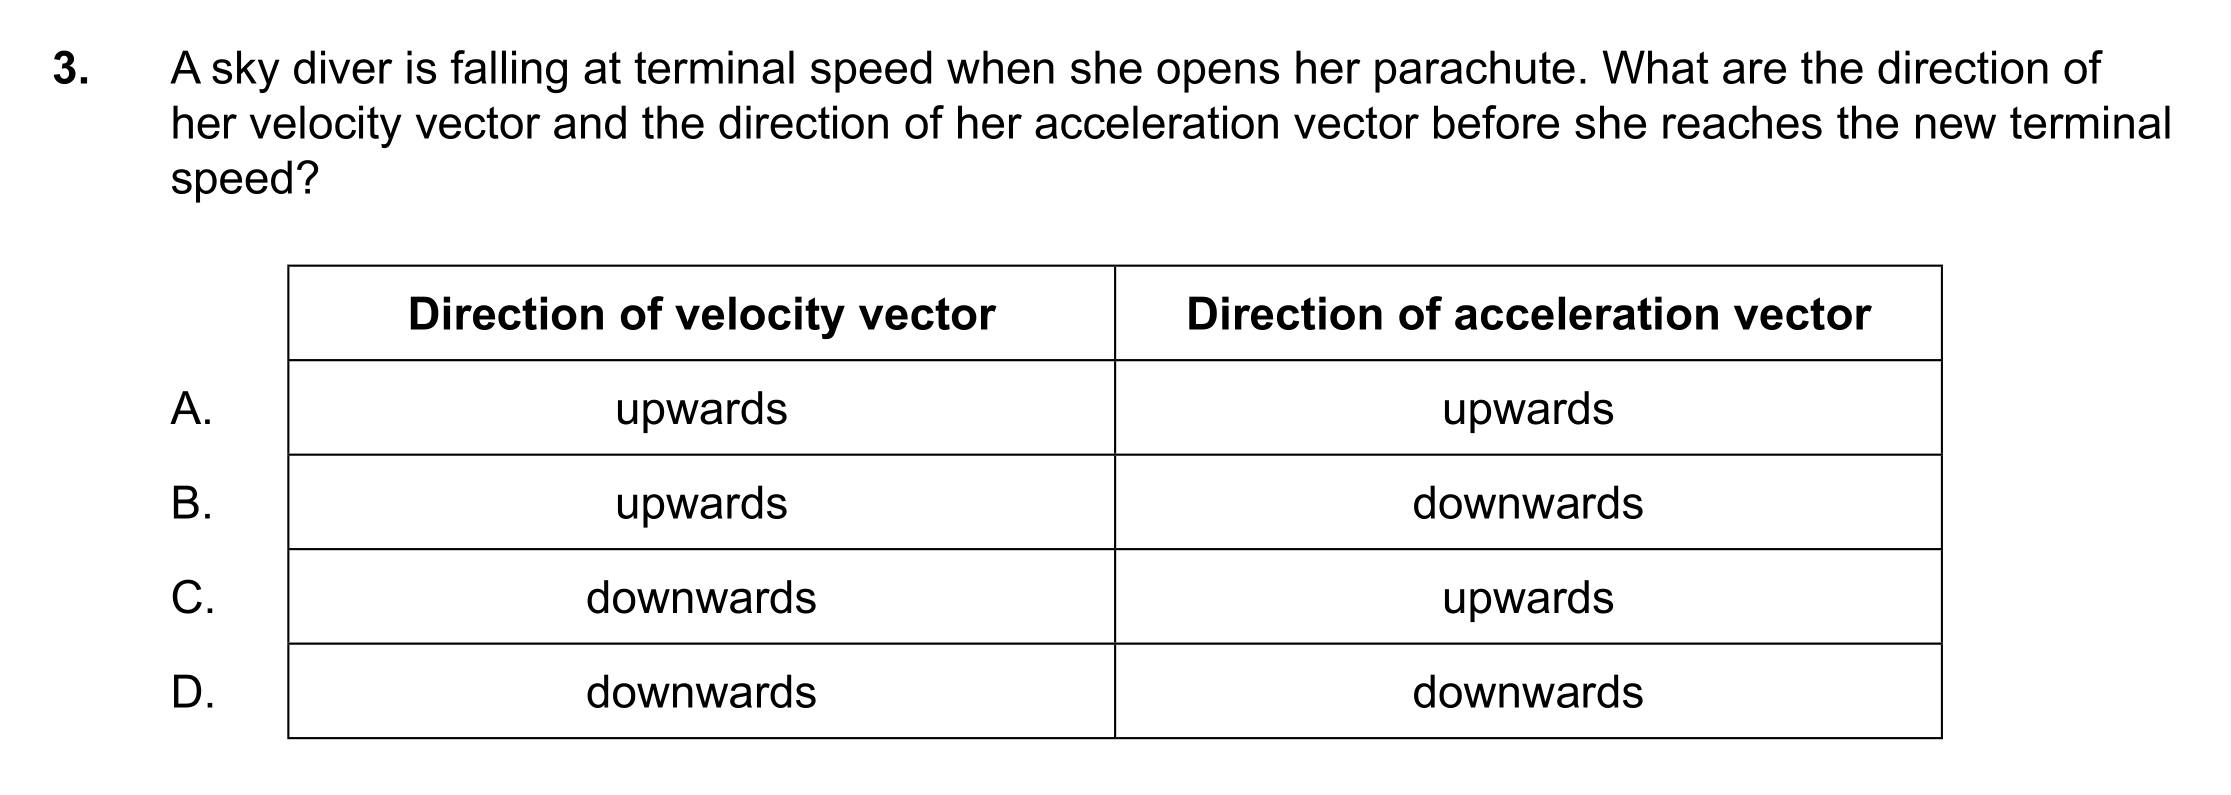 3. A sky diver is falling at terminal speed when she opens her parachute. What are the direction of
her velocity vector and the direction of her acceleration vector before she reaches the new terminal
speed?
Direction of velocity vector Direction of acceleration vector
A. upwards upwards
B. upwards downwards
C. downwards upwards
D. downwards downwards